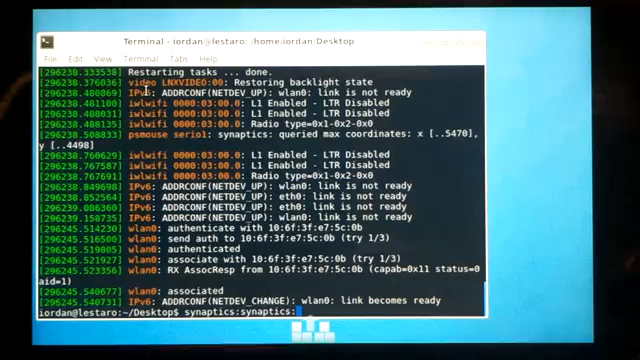 Terminal - iordan@lestaro: /home/iordan/Desktop
File Edit View Terminal Tabs Help
[296238.333538] Restarting tasks ... done.
[296238.376036] video LNXVIDEO:00: Restoring backlight state
[296238.480869] IPv6: ADDRCONF(NETDEV_UP): wlan0: link is not ready
[296238.481100] iwlwifi 0000:03:00.0: L1 Enabled - LTR Disabled
[296238.488031] iwlwifi 0000:03:00.0: L1 Enabled - LTR Disabled
[296238.488135] iwlwifi 0000:03:00.0: Radio type=0x1-0x2-0x0
[296238.508833] psmouse serio1: synaptics: queried max coordinates: x [..5470],
y [..4498]
[296238.760629] iwlwifi 0000:03:00.0: L1 Enabled - LTR Disabled
[296238.767587] iwlwifi 0000:03:00.0: L1 Enabled - LTR Disabled
[296238.767691] iwlwifi 0000:03:00.0: Radio type=0x1-0x2-0x0
[296238.849698] IPv6: ADDRCONF(NETDEV_UP): wlan0: link is not ready
[296238.852564] IPv6: ADDRCONF(NETDEV_UP): eth0: link is not ready
[296239.086360] IPv6: ADDRCONF(NETDEV_UP): eth0: link is not ready
[296239.158735] IPv6: ADDRCONF(NETDEV_UP): wlan0: link is not ready
[296245.514230] wlan0: authenticate with 10:6f:3f:e7:5c:0b
[296245.516500] wlan0: send auth to 10:6f:3f:e7:5c:0b (try 1/3)
[296245.519005] wlan0: authenticated
[296245.521927] wlan0: associate with 10:6f:3f:e7:5c:0b (try 1/3)
[296245.523356] wlan0: RX AssocResp from 10:6f:3f:e7:5c:0b (capab=0x11 status=0
aid=1)
[296245.540677] wlan0: associated
[296245.540731] IPv6: ADDRCONF(NETDEV_CHANGE): wlan0: link becomes ready
iordan@lestaro:~/Desktop$ synaptics:synaptics: